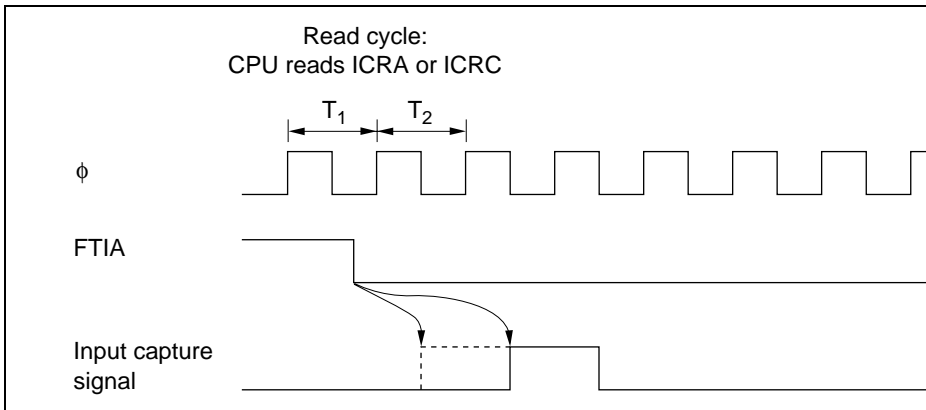 Read cycle:
CPU reads ICRA or ICRC
T1 T2
ϕ
FTIA
Input capture
signal